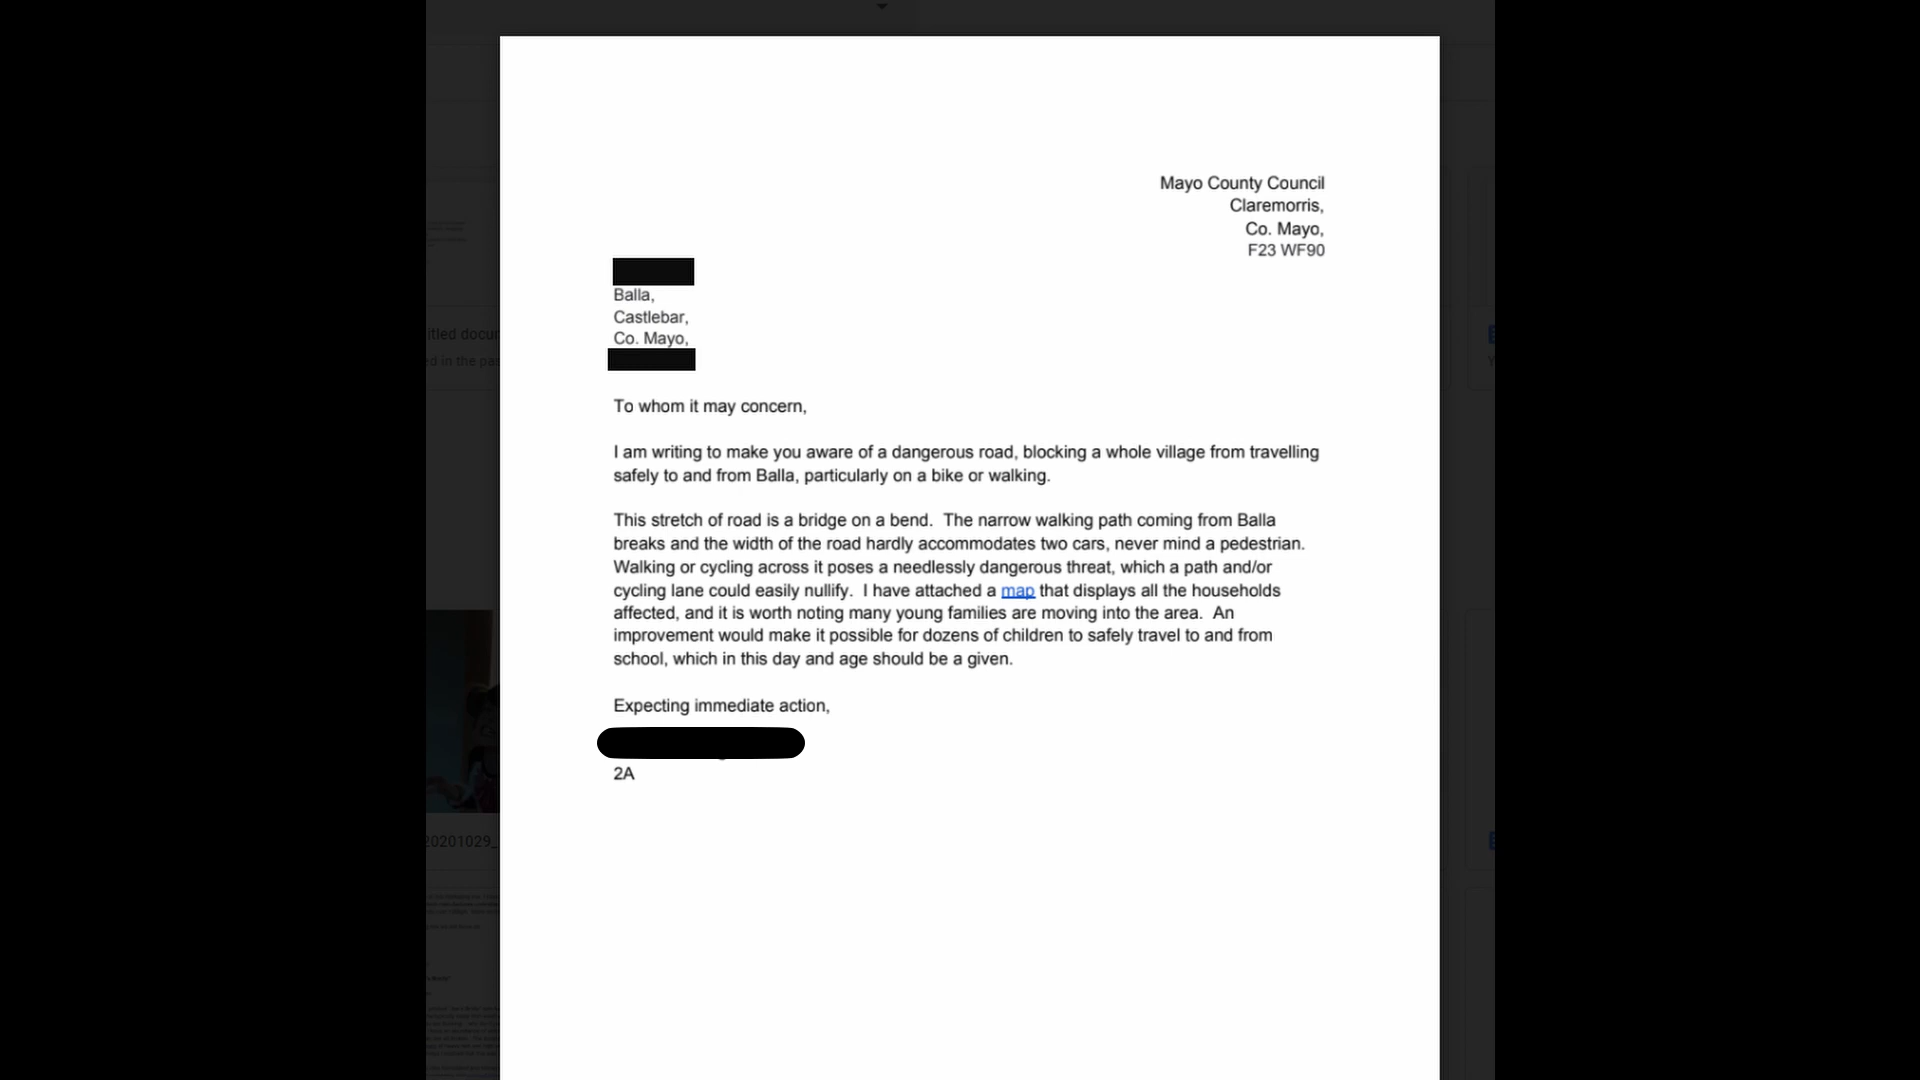 Mayo County Council
Claremorris,
Co. Mayo,
F23 WF90
Balla,
Castlebar,
Co. Mayo,
To whom it may concern,
I am writing to make you aware of a dangerous road, blocking a whole village from travelling
safely to and from Balla, particularly on a bike or walking.
This stretch of road is a bridge on a bend.  The narrow walking path coming from Balla
breaks and the width of the road hardly accommodates two cars, never mind a pedestrian.
Walking or cycling across it poses a needlessly dangerous threat, which a path and/or
cycling lane could easily nullify.  I have attached a map that displays all the households
affected, and it is worth noting many young families are moving into the area.  An
improvement would make it possible for dozens of children to safely travel to and from
school, which in this day and age should be a given.
Expecting immediate action,
2A
20201029_